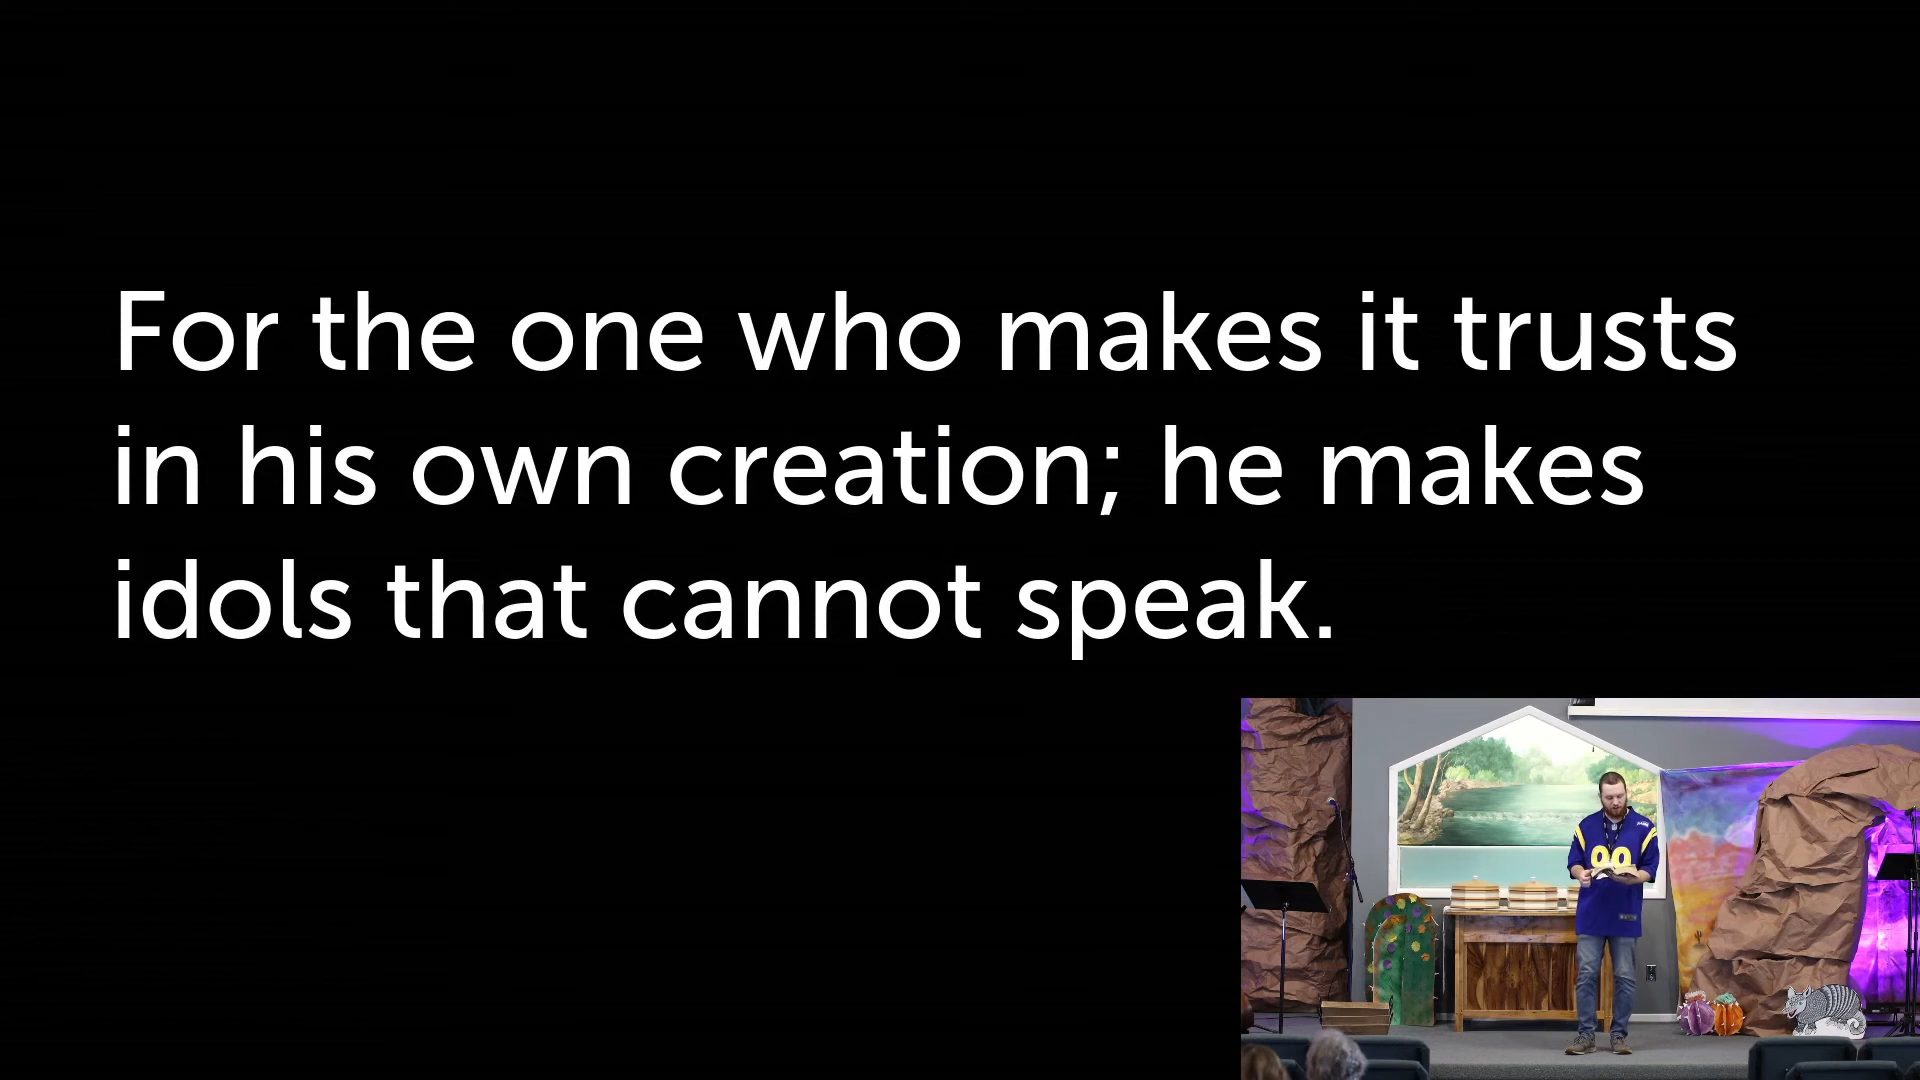 For the one who makes it trusts
in his own creation; he makes
idols that cannot speak.